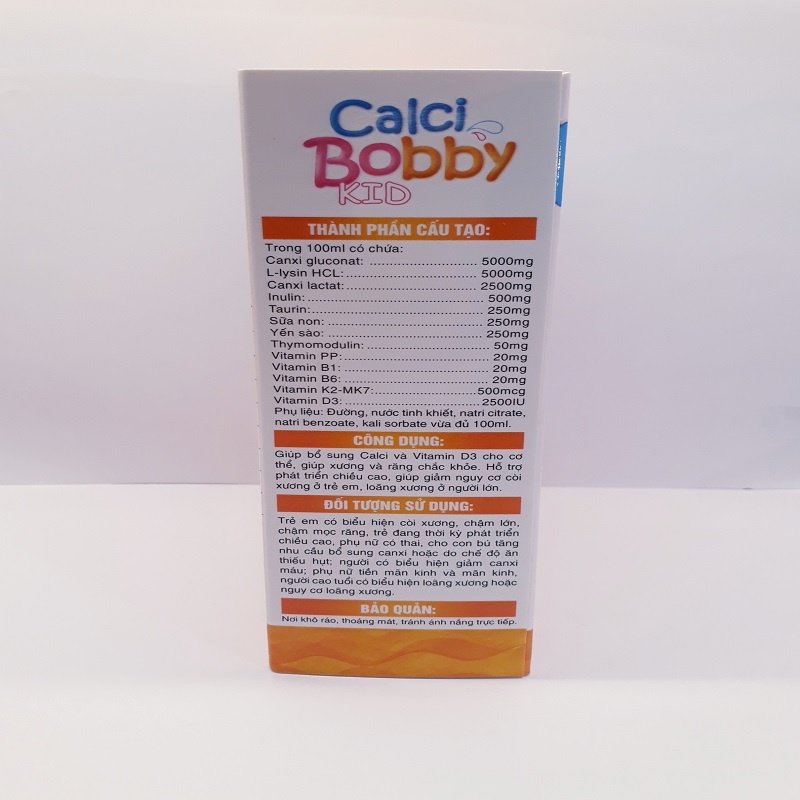 Calci
Bobby
KID
THÀNH PHẦN CẤU TẠO:
Trong 100ml có chứa:
Canxi gluconat: ........................ 5000mg
L-lysin HCL:............................. 5000mg
Canxi lactat:............................. 2500mg
Inulin:........................................ 500mg
Taurin:....................................... 250mg
Sữa non: ................................... 250mg
Yến sào: ................................... 250mg
Thymomodulin: ......................... 50mg
Vitamin PP:................................ 20mg
Vitamin B1: ............................... 20mg
Vitamin B6: ............................... 20mg
Vitamin K2-MK7:......................500mcg
Vitamin D3: .............................2500IU
Phụ liệu: Đường, nước tinh khiết, natri citrate,
natri benzoate, kali sorbate vừa đủ 100ml.
CÔNG DỤNG:
Giúp bổ sung Calci và Vitamin D3 cho cơ
thể, giúp xương và răng chắc khỏe. Hỗ trợ
phát triển chiều cao, giúp giảm nguy cơ còi
xương ở trẻ em, loãng xương ở người lớn.
ĐỐI TƯỢNG SỬ DỤNG:
Trẻ em có biểu hiện còi xương, chậm lớn,
chậm mọc răng, trẻ đang thời kỳ phát triển
chiều cao, phụ nữ có thai, cho con bú tăng
nhu cầu bổ sung canxi hoặc do chế độ ăn
thiếu hụt; người có biểu hiện giảm canxi
máu; phụ nữ tiền mãn kinh và mãn kinh,
người cao tuổi có biểu hiện loãng xương hoặc
nguy cơ loãng xương.
BẢO QUẢN:
Nơi khô ráo, thoáng mát, tránh ánh nắng trực tiếp.